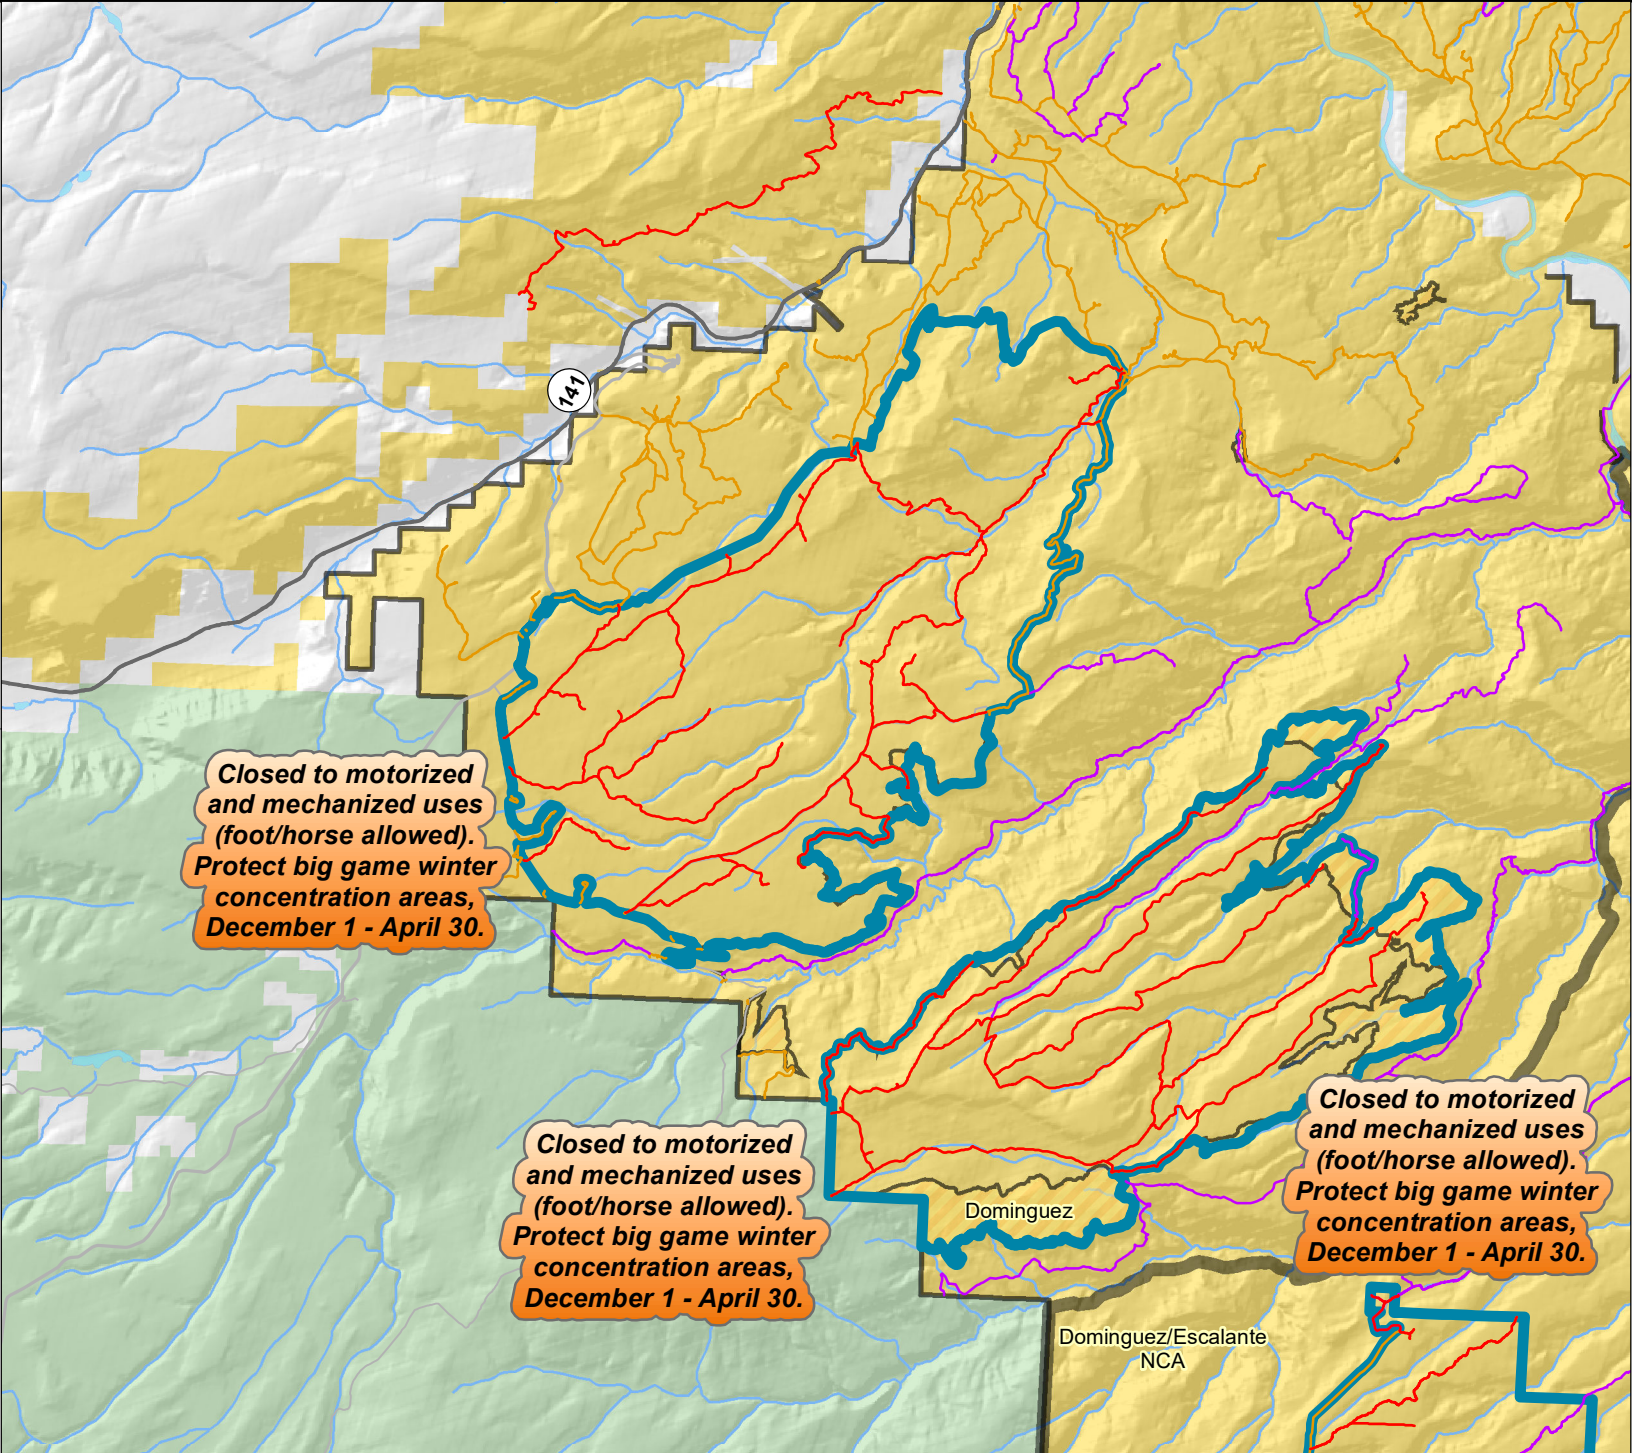 141
Closed to motorized
and mechanized uses
(foot/horse allowed).
Protect big game winter
concentration areas,
December 1 - April 30.
Closed to motorized
and mechanized uses
(foot/horse allowed).
Protect big game winter
concentration areas,
December 1 - April 30.
Closed to motorized
and mechanized uses
(foot/horse allowed).
Protect big game winter
concentration areas,
December 1 - April 30.
Dominguez
Dominguez/Escalante
NCA